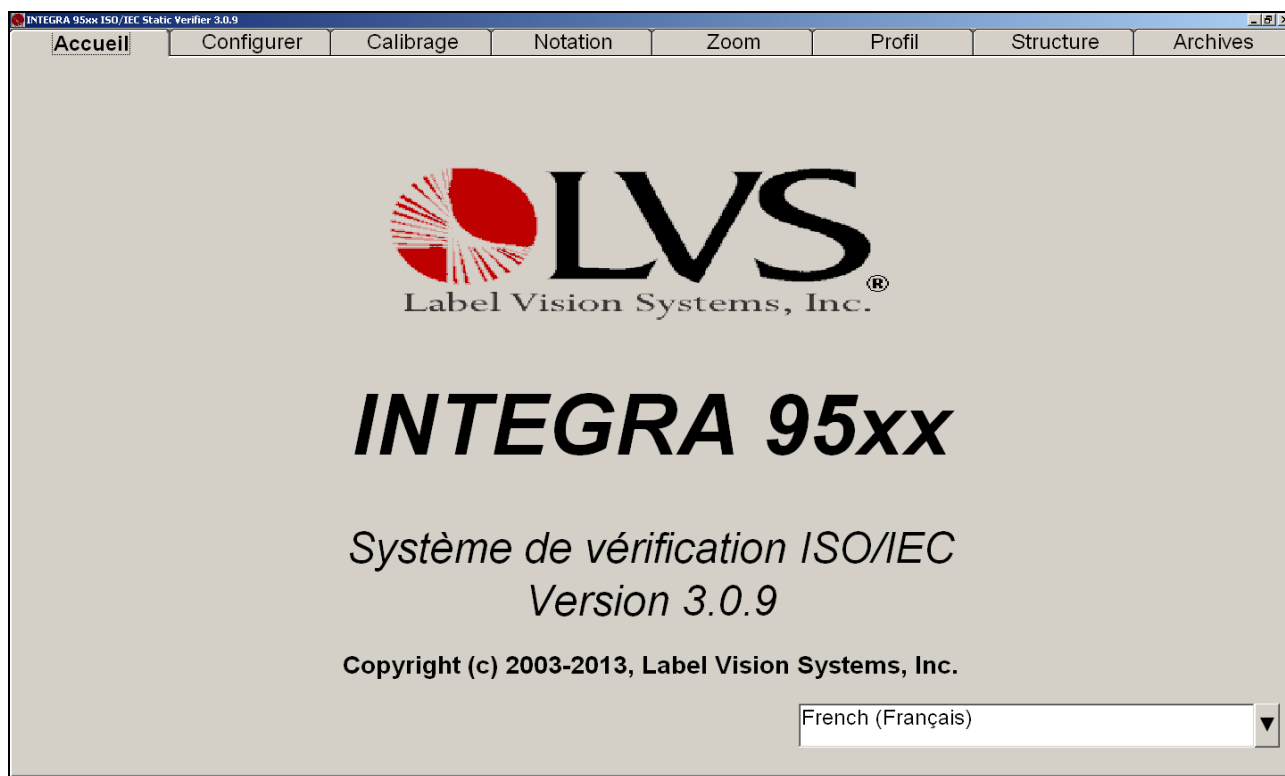 INTEGRA 95xx ISO/IEC Static Verifier 3.0.9
Accueil Configurer Calibrage Notation Zoom Profil Structure Archives
LVS®
Label Vision Systems, Inc.
INTEGRA 95xx
Système de vérification ISO/IEC
Version 3.0.9
Copyright (c) 2003-2013, Label Vision Systems, Inc.
French (Français)